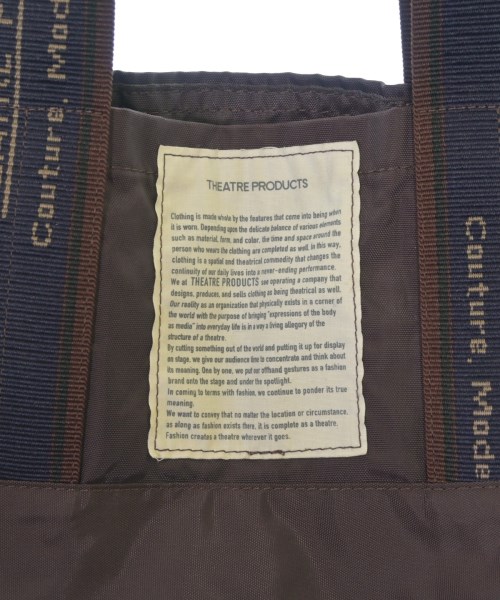 THEATRE PRODUCTS
Clothing is made whole by the features that come into being when
it is worn. Depending upon the delicate balance of various elements
such as material, form, and color, the time and space around the
person who wears the clothing are completed as well. In this way,
clothing is a spatial and theatrical commodity that changes the
continuity of our daily lives into a never-ending performance.
We at THEATRE PRODUCTS see operating a company that
designs, produces, and sells clothing as being theatrical as well.
Our reality as an organization that physically exists in a corner of
the world with the purpose of bringing "expressions of the body
as media" into everyday life is in a way a living allegory of the
structure of a theatre.
By cutting something out of the world and putting it up for display
on stage, we give our audience time to concentrate and think about
its meaning. One by one, we put our offhand gestures as a fashion
brand onto the stage and under the spotlight.
In coming to terms with fashion, we continue to ponder its true
meaning.
We want to convey that no matter the location or circumstance,
as along as fashion exists there, it is complete as a theatre.
Fashion creates a theatre wherever it goes.
Couture, Mod
Couture, Mode